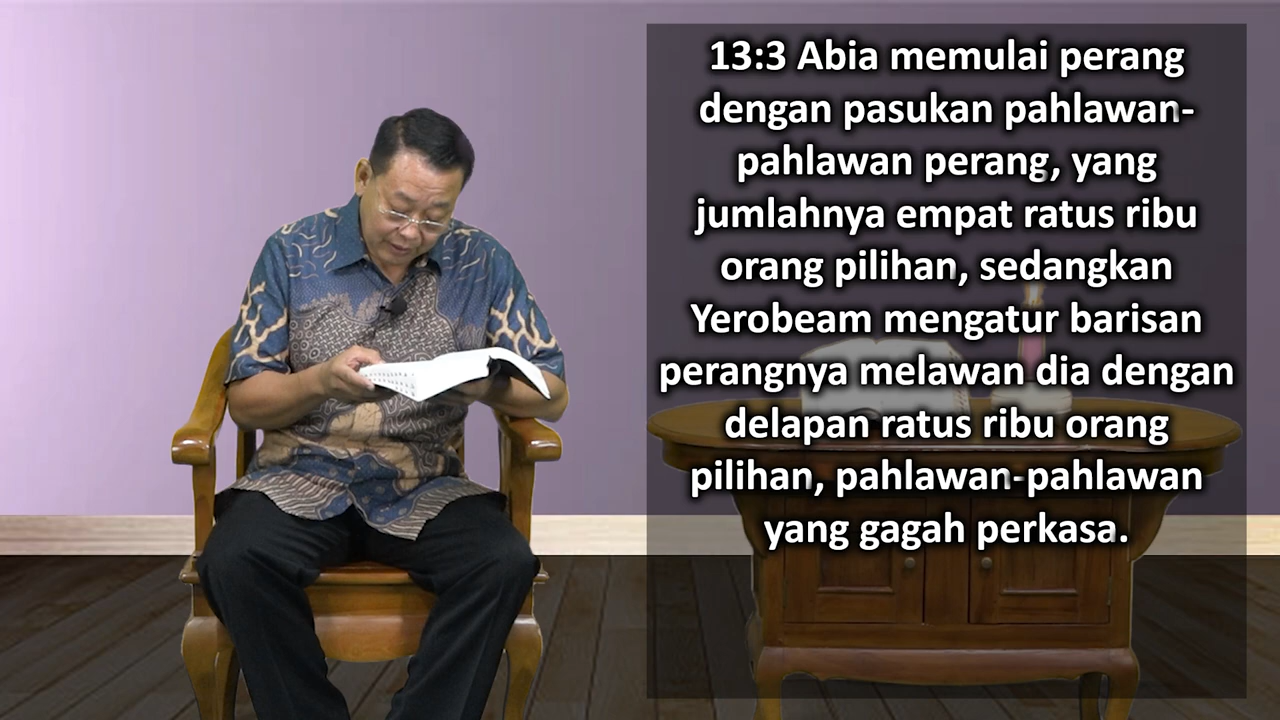 13:3 Abia memulai perang
dengan pasukan pahlawan-
pahlawan perang, yang
jumlahnya empat ratus ribu
orang pilihan, sedangkan
Yerobeam mengatur barisan
perangnya melawan dia dengan
delapan ratus ribu orang
pilihan, pahlawan-pahlawan
yang gagah perkasa.